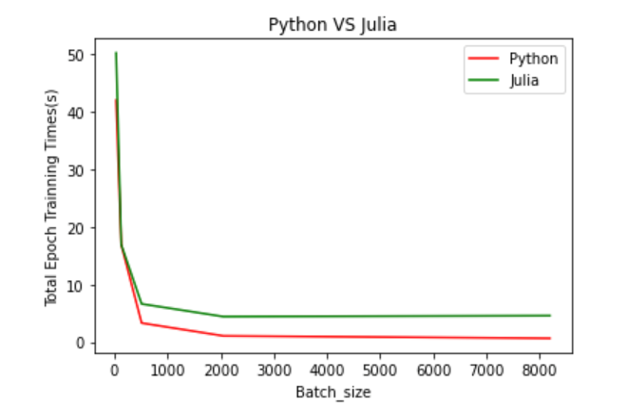 Python VS Julia
Python
Julia
Total Epoch Trainning Times(s)
50
40
30
20
10
0
0 1000 2000 3000 4000 5000 6000 7000 8000
Batch_size